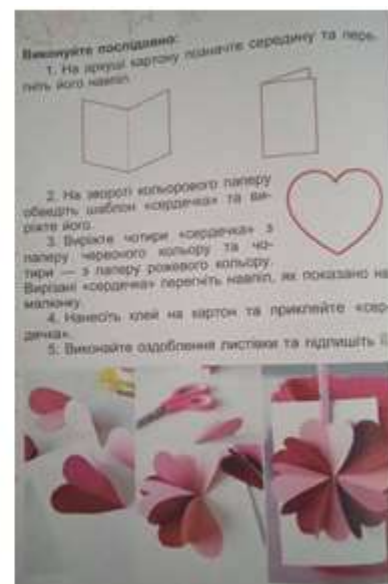 Виконуйте послідовно:
1. На аркуші картону позначте середину та пере-
гніть його навпіл.
2. На звороті кольорового паперу
обведіть шаблон «сердечка» та ви-
ріжте його.
3. Виріжте чотири «сердечка» з
паперу червоного кольору та чо-
тири — з паперу рожевого кольору.
Вирізані «сердечка» перегніть навпіл, як показано на
малюнку.
4. Нанесіть клей на картон та приклейте «сер-
дечка».
5. Виконайте оздоблення листівки та підпишіть її.